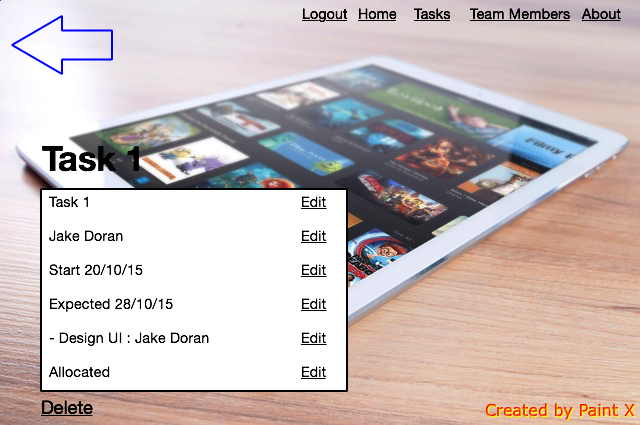 Logout Home Tasks Team Members About
Task 1
Task 1 Edit
Jake Doran Edit
Start 20/10/15 Edit
Expected 28/10/15 Edit
- Design UI : Jake Doran Edit
Allocated Edit
Delete
Created by Paint X